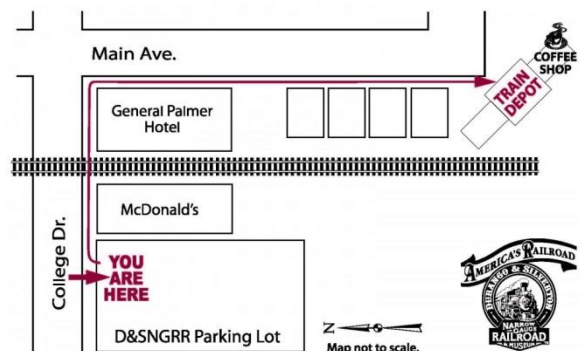 Main Ave.
COFFEE
SHOP
TRAIN
DEPOT
General Palmer
Hotel
McDonald's
College Dr.
YOU
ARE
HERE
D&SNGRR Parking Lot
N
Map not to scale.
AMERICA'S RAILROAD
DURANGO & SILVERTON
NARROW
GAUGE
RAILROAD
& MUSEUM